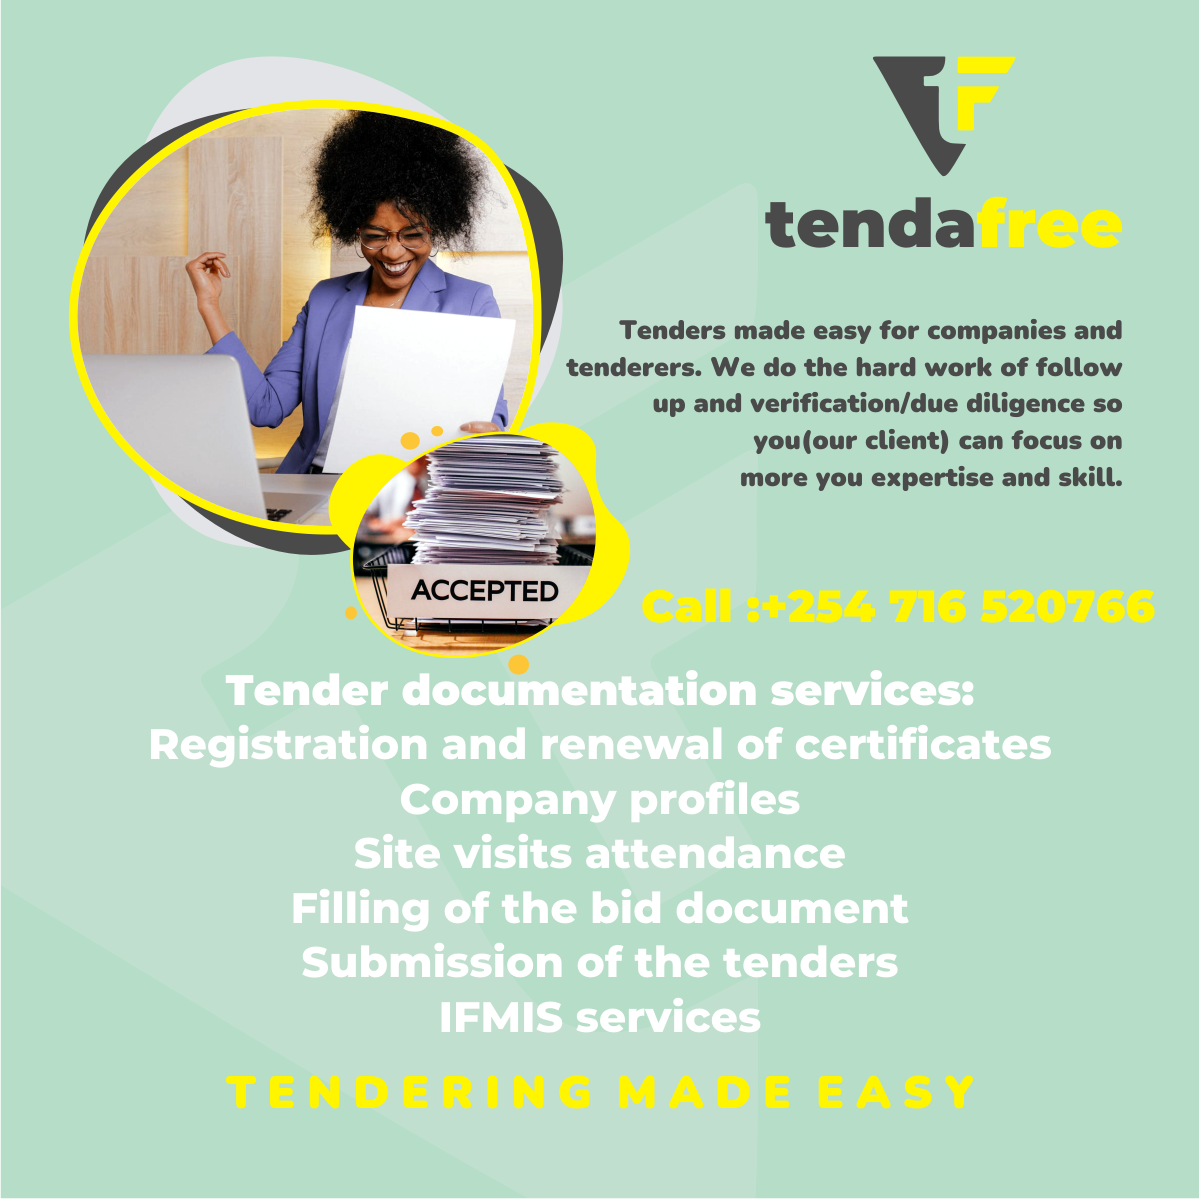 tF
tendafree
Tenders made easy for companies and
tenderers. We do the hard work of follow
up and verification/due diligence so
you(our client) can focus on
more you expertise and skill.
ACCEPTED
Call :+254 716 520766
Tender documentation services:
Registration and renewal of certificates
Company profiles
Site visits attendance
Filling of the bid document
Submission of the tenders
IFMIS services
TENDERING MADE EASY